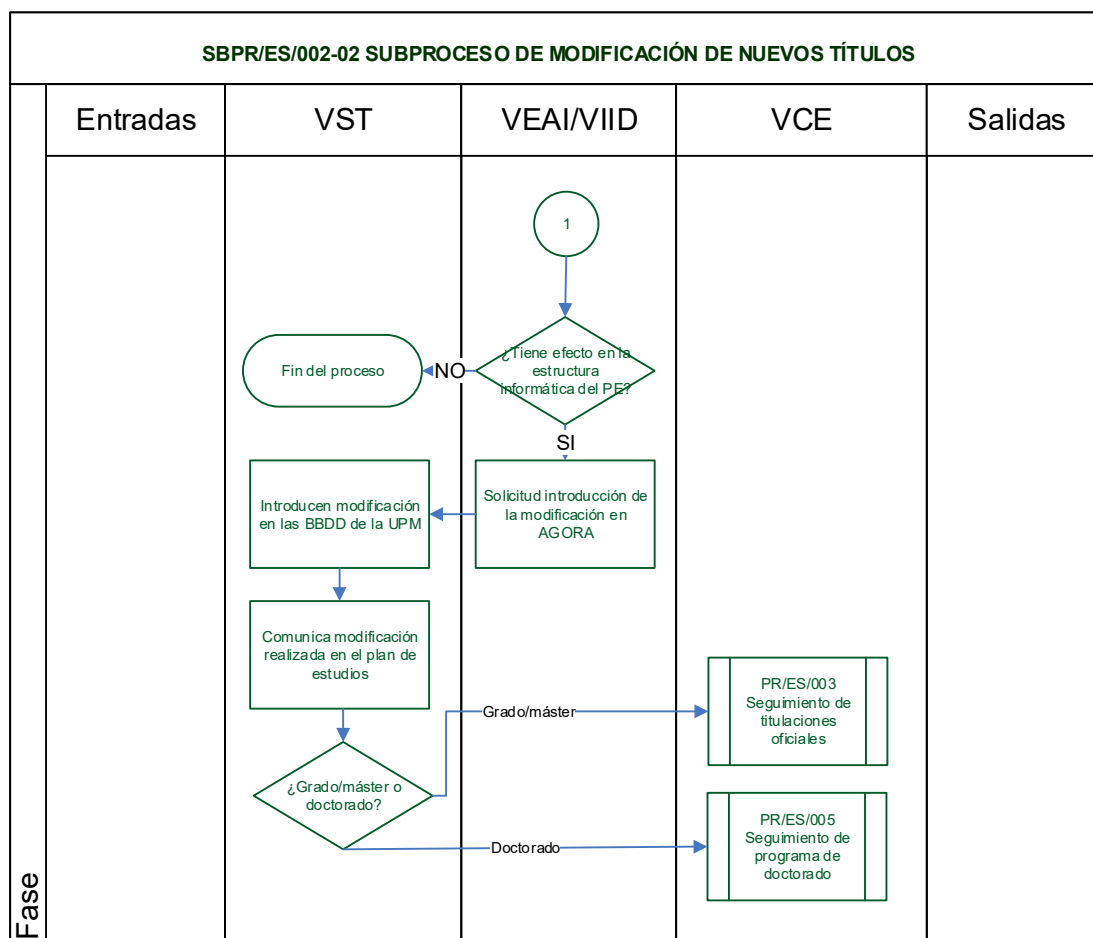 SBPR/ES/002-02 SUBPROCESO DE MODIFICACIÓN DE NUEVOS TÍTULOS
Entradas
VST
VEAI/VIID
VCE
Salidas
1
¿Tiene efecto en la
estructura
informática del PE?
NO
Fin del proceso
SI
Solicitud introducción de
la modificación en
AGORA
Introducen modificación
en las BBDD de la UPM
Comunica modificación
realizada en el plan de
estudios
¿Grado/máster o
doctorado?
Grado/máster
PR/ES/003
Seguimiento de
titulaciones
oficiales
Doctorado
PR/ES/005
Seguimiento de
programa de
doctorado
Fase